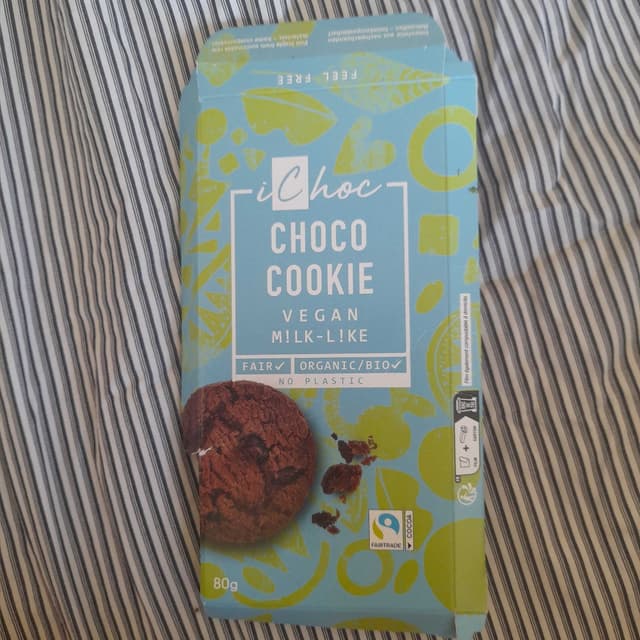 FEEL FREE
iChoc
CHOCO
COOKIE
VEGAN
M!LK-L!KE
FAIR✓ ORGANIC/BIO✓
NO PLASTIC
FAIRTRADE
COCOA
80g